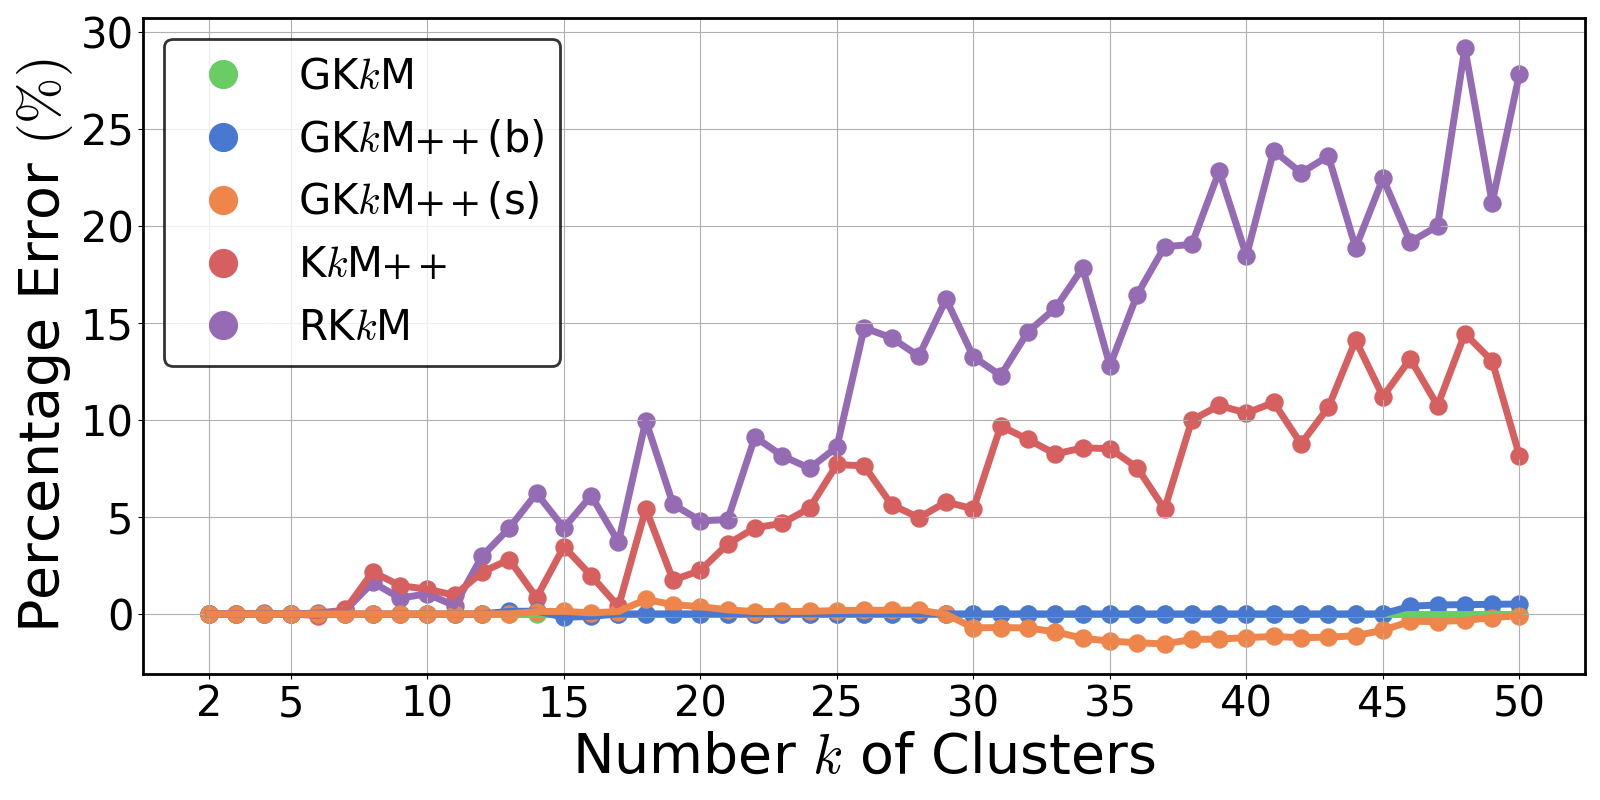 Percentage Error (%)
30
25
20
15
10
5
0
GKkM
GKkM++(b)
GKkM++(s)
KkM++
RKkM
2 5 10 15 20 25 30 35 40 45 50
Number k of Clusters